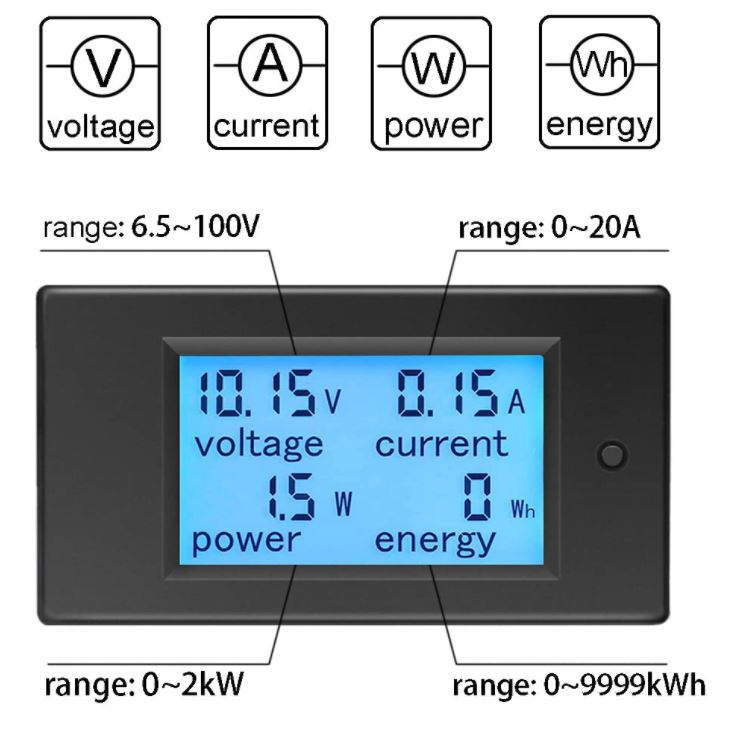 V A W Wh
voltage current power energy
range: 6.5~100V range: 0~20A
10.15 V 0.15 A
voltage current
1.5 W 0 Wh
power energy
range: 0~2kW range: 0~9999kWh